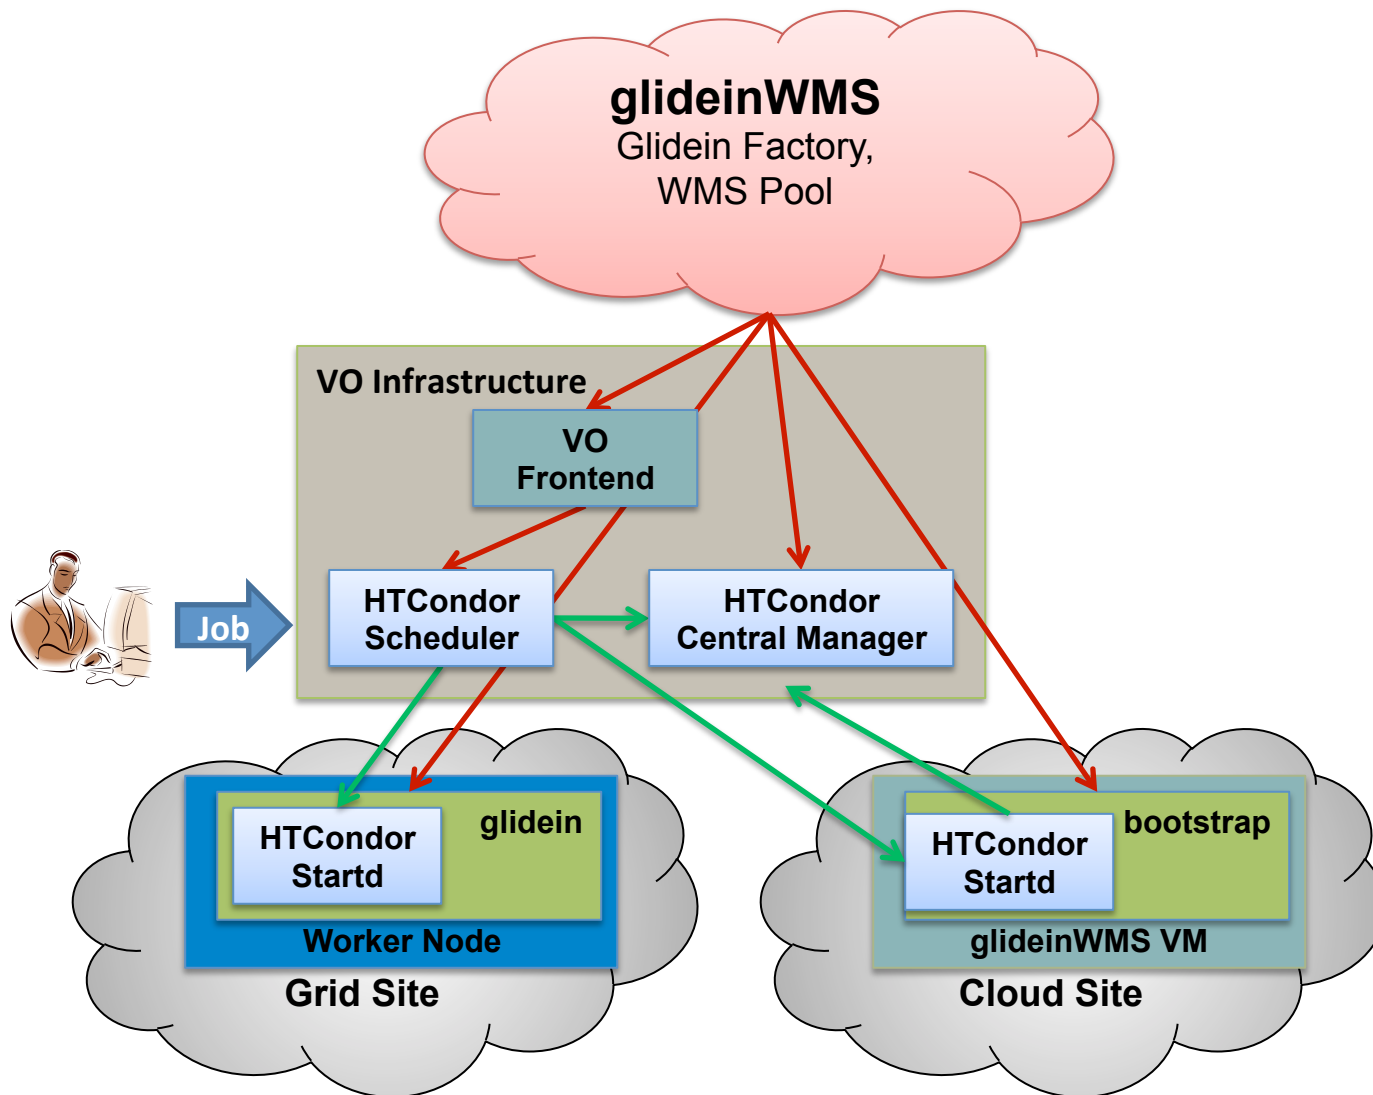 glideinWMS
Glidein Factory,
WMS Pool
VO Infrastructure
VO
Frontend
Job
HTCondor
Scheduler
HTCondor
Central Manager
glidein
HTCondor
Startd
Worker Node
Grid Site
bootstrap
HTCondor
Startd
glideinWMS VM
Cloud Site